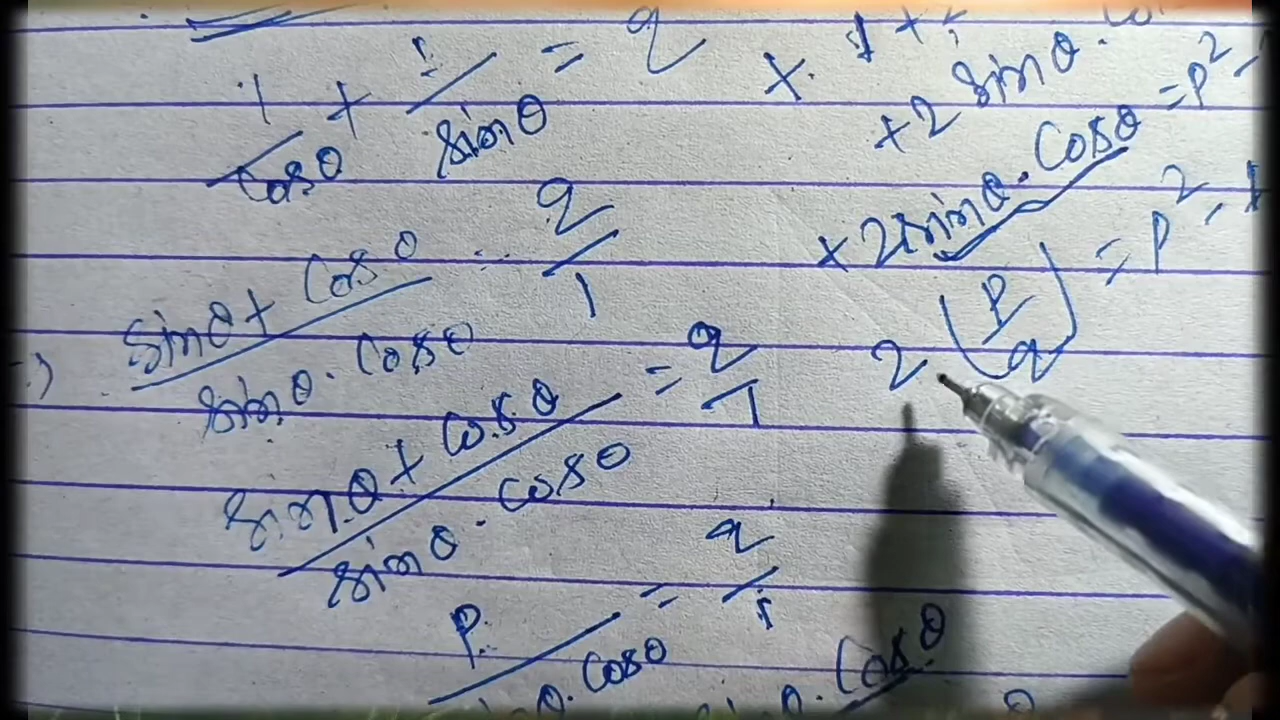 1/cosθ + 1/sinθ = q
sinθ + cosθ / sinθ · cosθ = q/1
sinθ + cosθ / sinθ · cosθ = q/1
P / sinθ · cosθ = q/1
+ 2 sinθ · = P² -
+ 2 sinθ · cosθ = P² - 1
2 (P/q)
cosθ